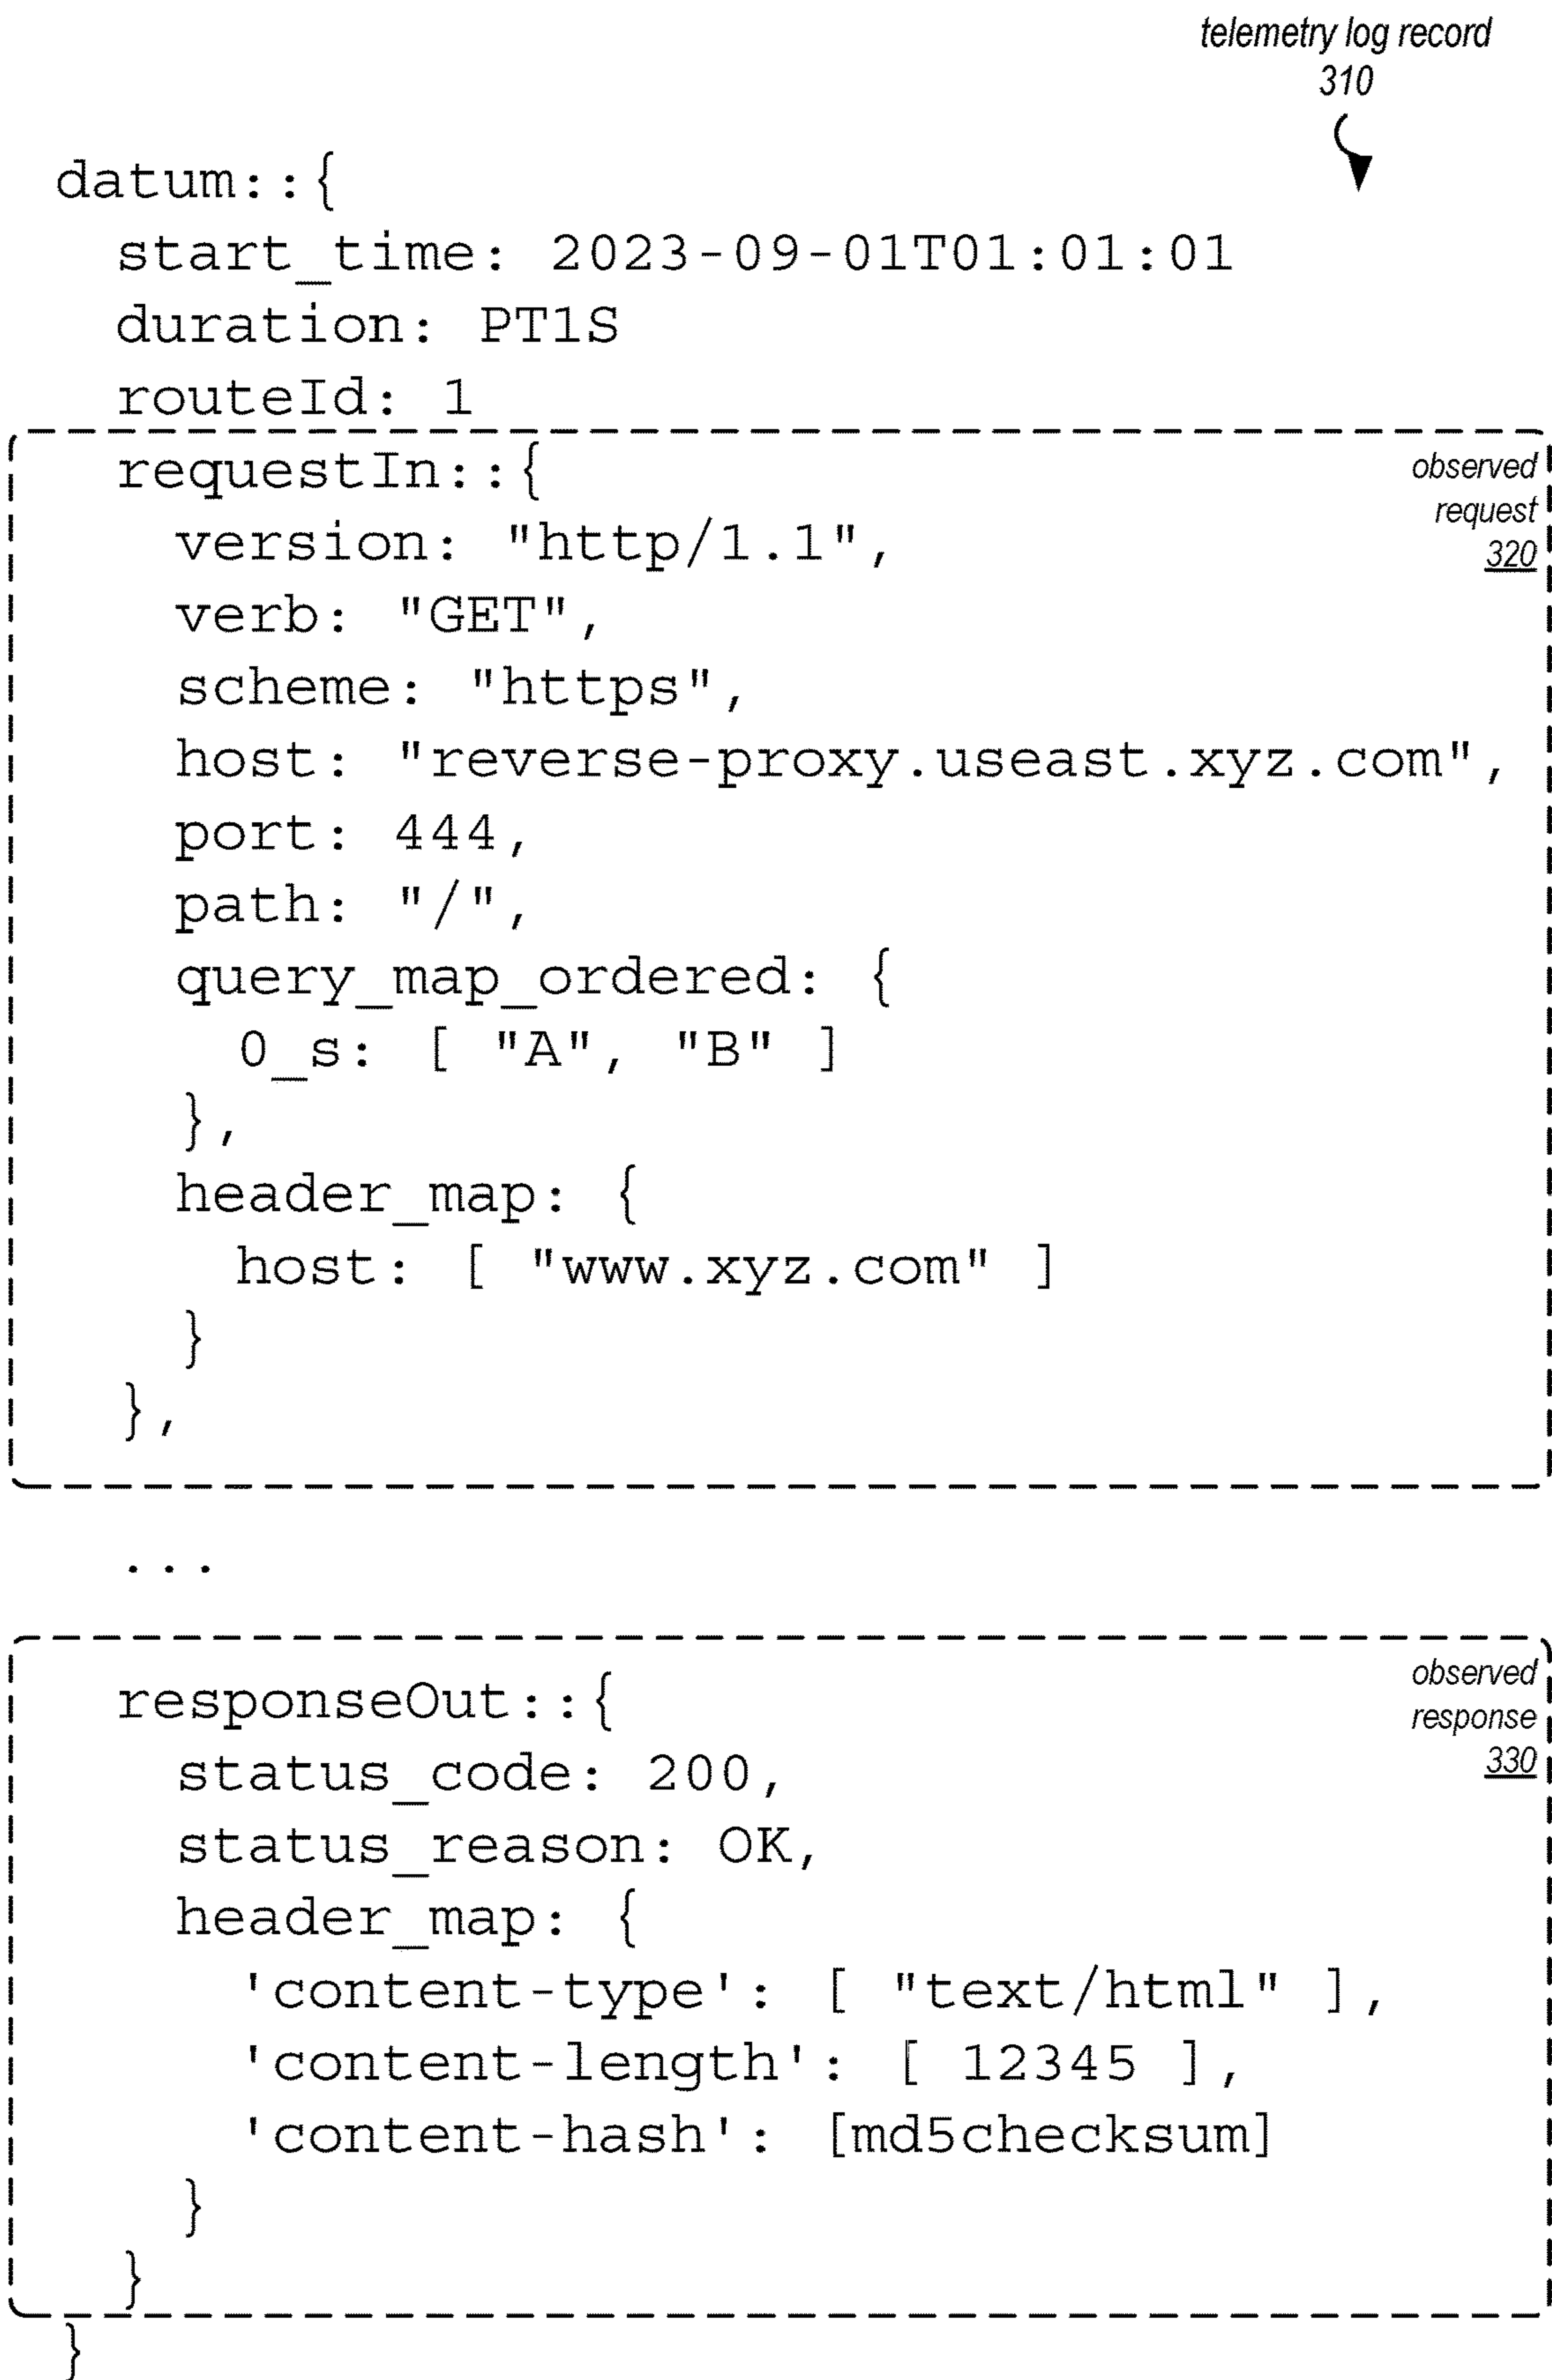 telemetry log record
310
datum::{
start_time: 2023-09-01T01:01:01
duration: PT1S
routeId: 1
requestIn::{
observed
request
320
version: "http/1.1",
verb: "GET",
scheme: "https",
host: "reverse-proxy.useast.xyz.com",
port: 444,
path: "/",
query_map_ordered: {
0_s: [ "A", "B" ]
},
header_map: {
host: [ "www.xyz.com" ]
}
},
...
responseOut::{
observed
response
330
status_code: 200,
status_reason: OK,
header_map: {
'content-type': [ "text/html" ],
'content-length': [ 12345 ],
'content-hash': [md5checksum]
}
}
}